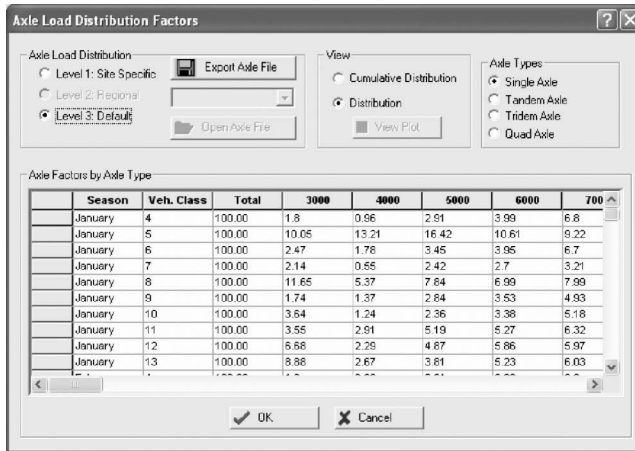 Axle Load Distribution Factors
Axle Load Distribution
Level 1: Site Specific
Level 2: Regional
Level 3: Default
Export Axle File
Open Axle File
View
Cumulative Distribution
Distribution
View Plot
Axle Types
Single Axle
Tandem Axle
Tridem Axle
Quad Axle
Axle Factors by Axle Type
Season Veh. Class Total 3000 4000 5000 6000 700
January 4 100.00 1.8 0.96 2.91 3.99 6.8
January 5 100.00 10.05 13.21 16.42 10.61 9.22
January 6 100.00 2.47 1.78 3.45 3.95 6.7
January 7 100.00 2.14 0.55 2.42 2.7 3.21
January 8 100.00 11.65 5.37 7.84 6.99 7.99
January 9 100.00 1.74 1.37 2.84 3.53 4.93
January 10 100.00 3.64 1.24 2.36 3.38 5.18
January 11 100.00 3.55 2.91 5.19 5.27 6.32
January 12 100.00 6.68 2.29 4.87 5.86 5.97
January 13 100.00 8.88 2.67 3.81 5.23 6.03
OK
Cancel